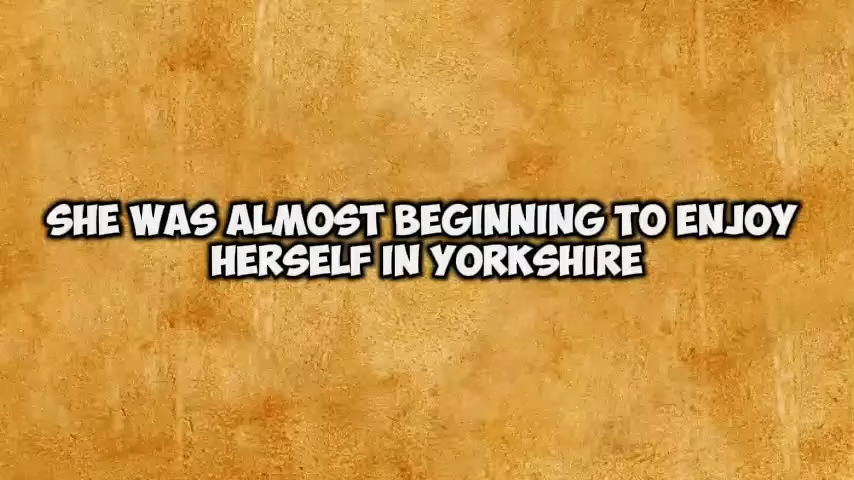 SHE WAS ALMOST BEGINNING TO ENJOY
HERSELF IN YORKSHIRE